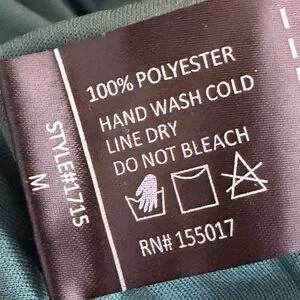 100% POLYESTER
HAND WASH COLD
LINE DRY
DO NOT BLEACH
RN# 155017
STYLE#1715
M